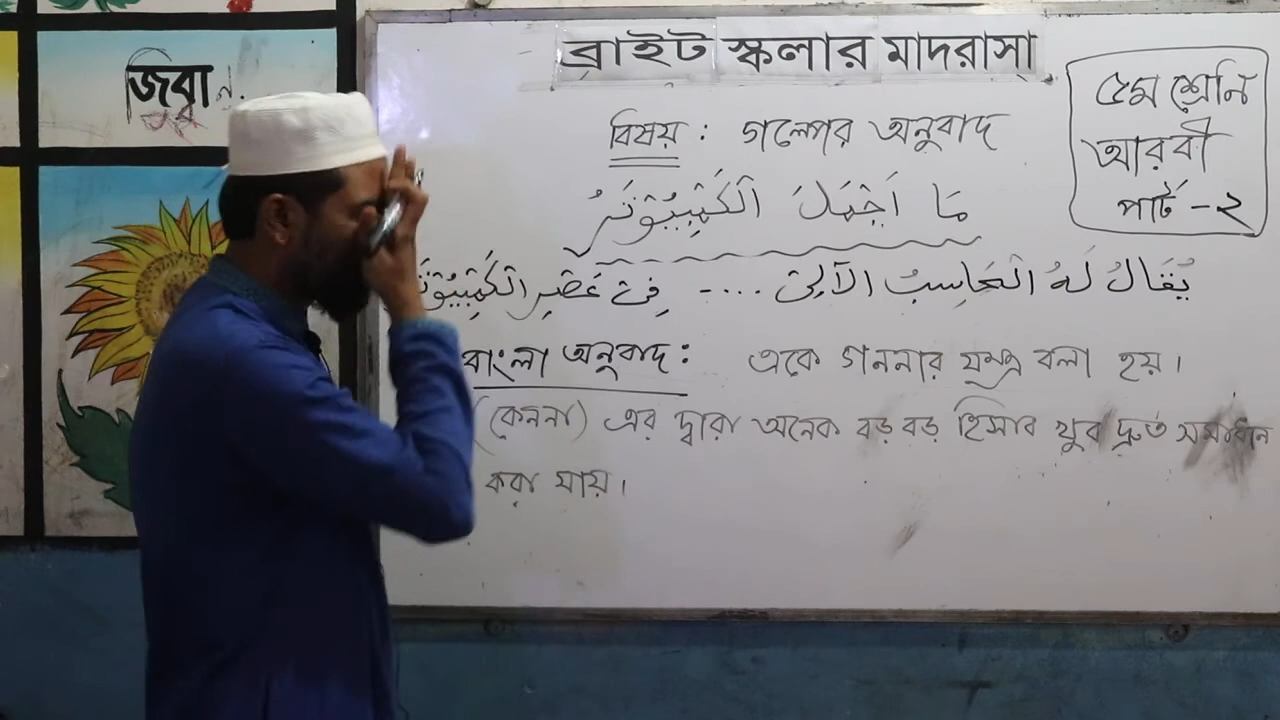 ব্রাইট স্কলার মাদরাসা
৫ম শ্রেনি
আরবী
পার্ট - ২
বিষয় : গল্পের অনুবাদ
مَا اَجْمَلَ الْكَمْبِيُوْتَرُ
يُقَالُ لَهُ الْحَاسِبُ الْآلِيْ ---.... فِيْ عَصْرِ الْكَمْبِيُوْتَر
বাংলা অনুবাদ : একে গননার যন্ত্র বলা হয়।
(কেননা) এর দ্বারা অনেক বড় বড় হিসাব খুব দ্রুত সমাধান
করা যায়।
জিবা